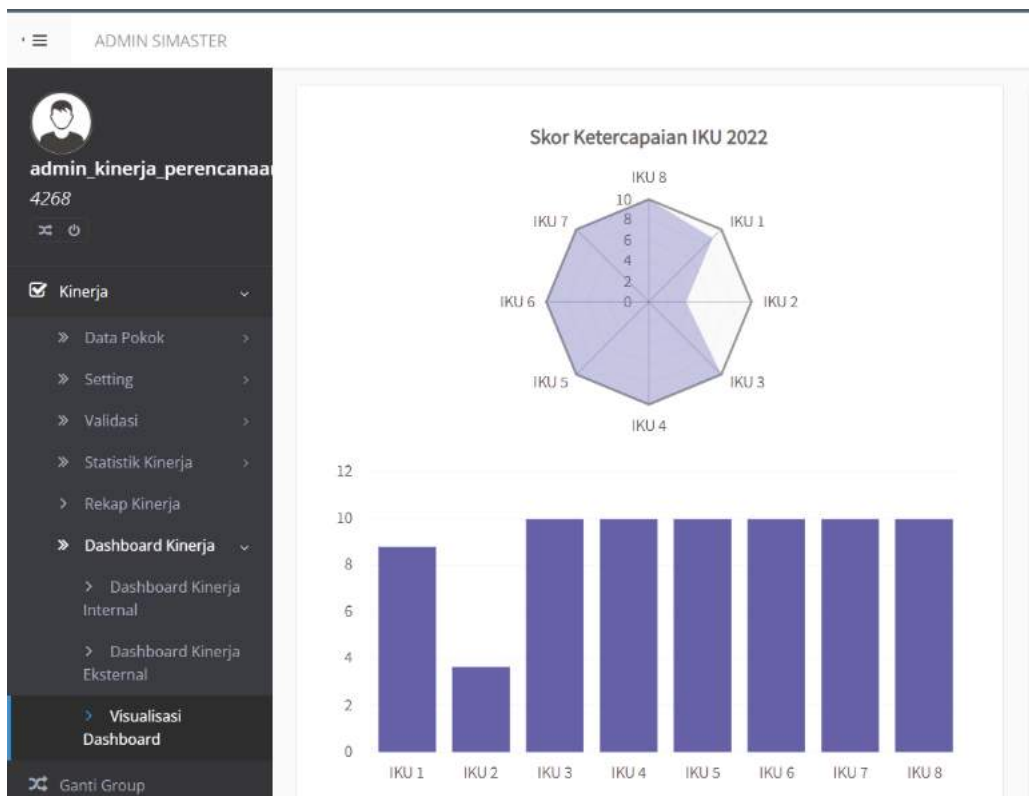 ADMIN SIMASTER
admin_kinerja_perencanaan
4268
Kinerja
Data Pokok
Setting
Validasi
Statistik Kinerja
Rekap Kinerja
Dashboard Kinerja
Dashboard Kinerja
Internal
Dashboard Kinerja
Eksternal
Visualisasi
Dashboard
Ganti Group
Skor Ketercapaian IKU 2022
IKU 8
IKU 7
IKU 1
IKU 6
IKU 2
IKU 5
IKU 3
IKU 4
10
8
6
4
2
0
12
10
8
6
4
2
0
IKU 1 IKU 2 IKU 3 IKU 4 IKU 5 IKU 6 IKU 7 IKU 8